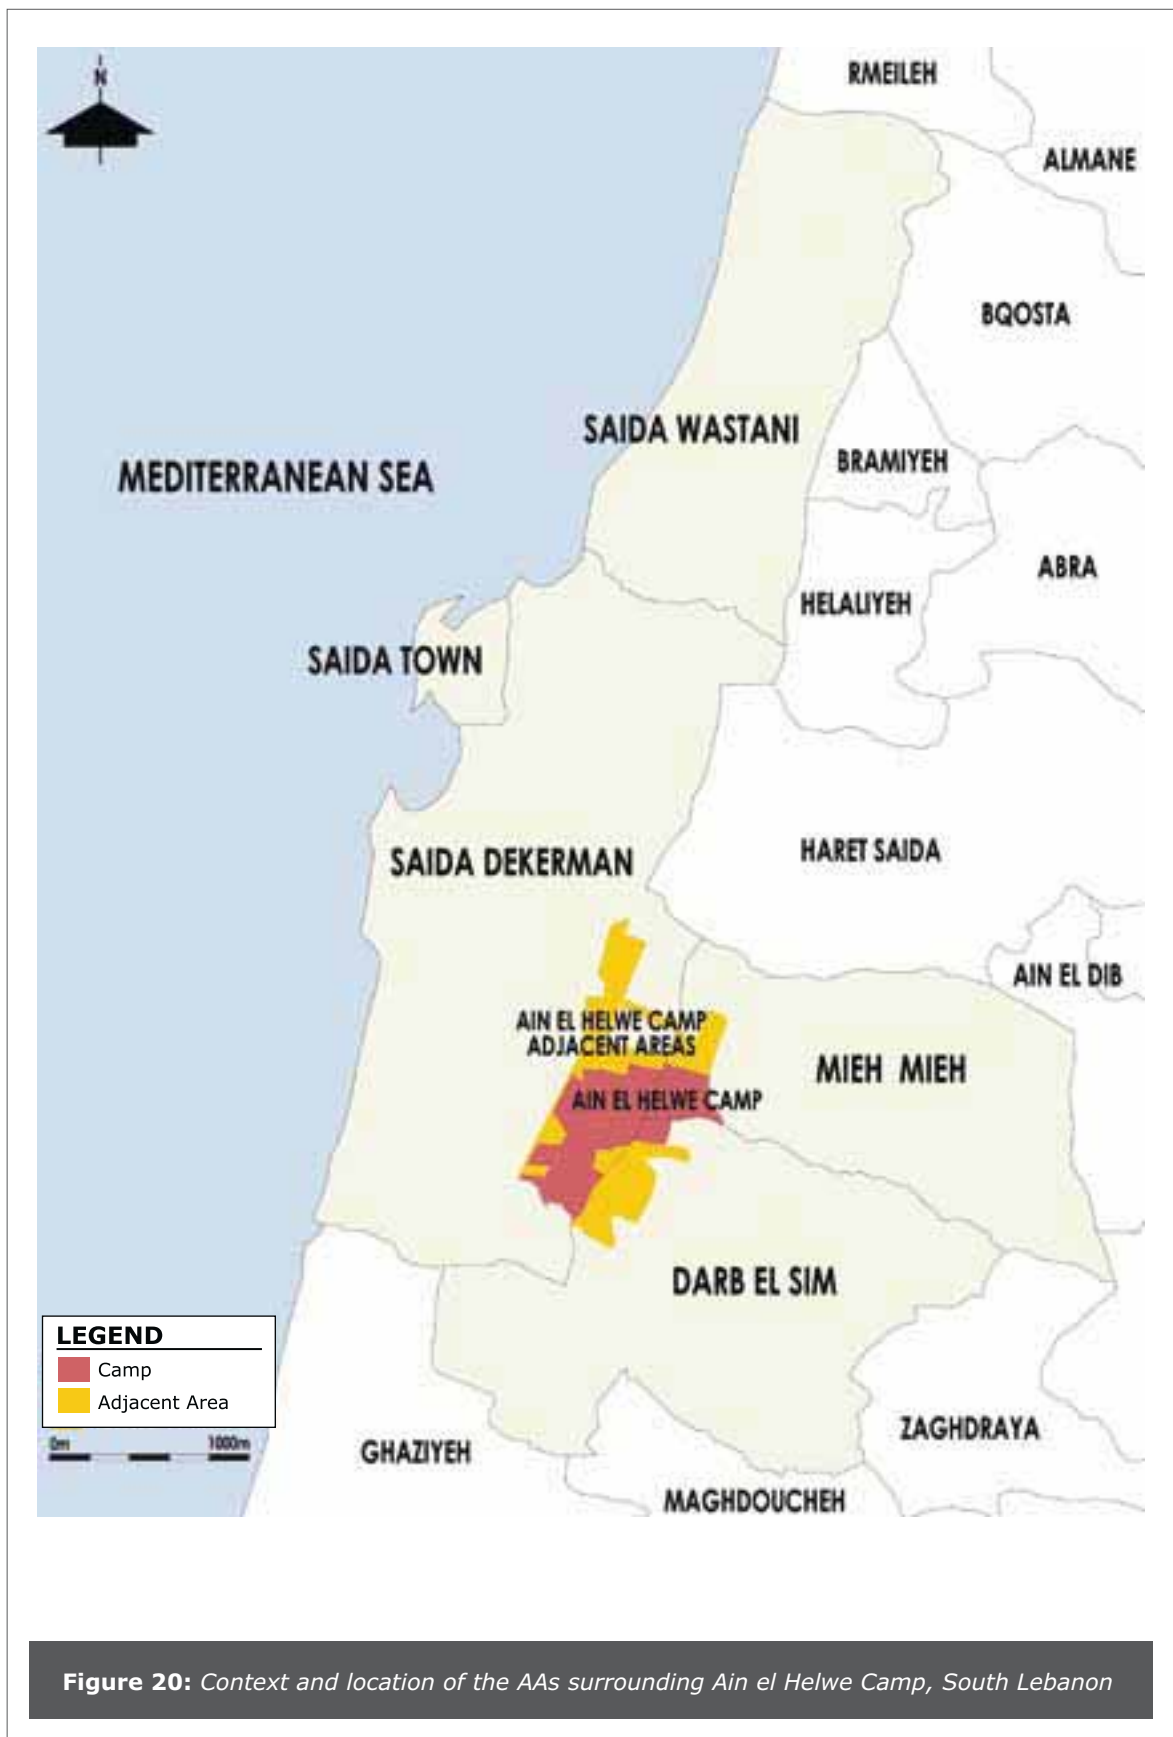 N
RMEILEH
ALMANE
BQOSTA
SAIDA WASTANI
BRAMIYEH
MEDITERRANEAN SEA
ABRA
HELALIYEH
SAIDA TOWN
HARET SAIDA
SAIDA DEKERMAN
AIN EL DIB
AIN EL HELWE CAMP
ADJACENT AREAS
MIEH MIEH
AIN EL HELWE CAMP
DARB EL SIM
LEGEND
Camp
Adjacent Area
0m 1000m
ZAGHDRAYA
GHAZIYEH
MAGHDOUCHEH
Figure 20: Context and location of the AAs surrounding Ain el Helwe Camp, South Lebanon